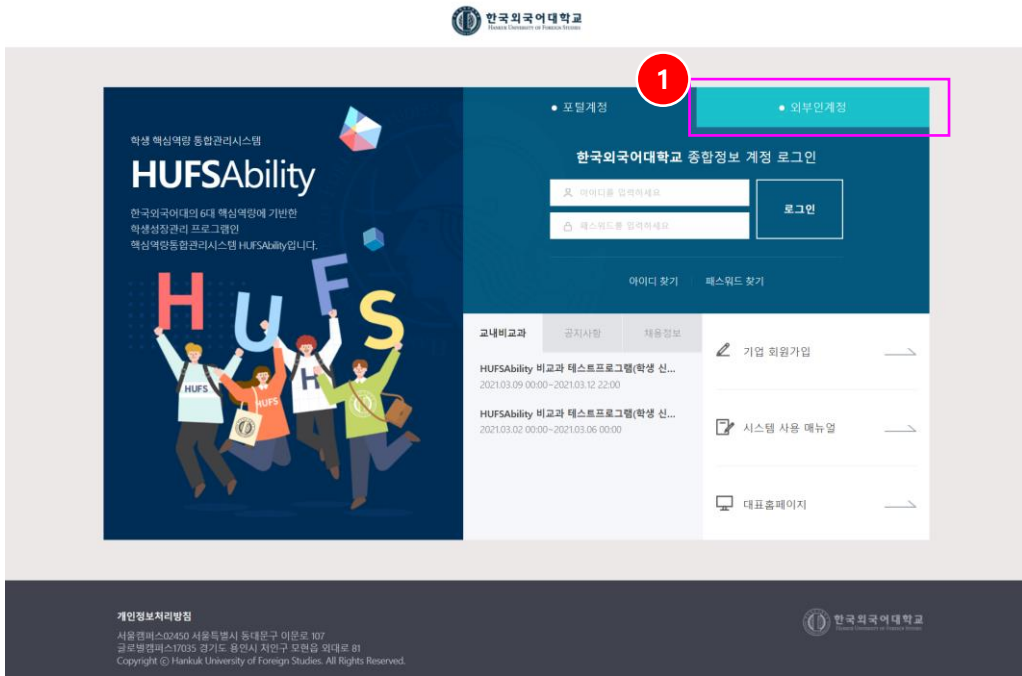 한국외국어대학교
HANKUK UNIVERSITY OF FOREIGN STUDIES
1
● 포털계정
● 외부인계정
학생 핵심역량 통합관리시스템
HUFSAbility
한국외국어대의 6대 핵심역량에 기반한
학생성장관리 프로그램인
핵심역량통합관리시스템 HUFSAbility입니다.
한국외국어대학교 종합정보 계정 로그인
아이디를 입력하세요
패스워드를 입력하세요
로그인
아이디 찾기
패스워드 찾기
H U F S
HUFS
H
HUFS
교내비교과
공지사항
채용정보
HUFSAbility 비교과 테스트프로그램(학생 신...
2021.03.09 00:00~2021.03.12 22:00
HUFSAbility 비교과 테스트프로그램(학생 신...
2021.03.02 00:00~2021.03.06 00:00
기업 회원가입
시스템 사용 매뉴얼
대표홈페이지
개인정보처리방침
서울캠퍼스02450 서울특별시 동대문구 이문로 107
글로벌캠퍼스17035 경기도 용인시 처인구 모현읍 외대로 81
Copyright ⓒ Hankuk University of Foreign Studies. All Rights Reserved.
한국외국어대학교
HANKUK UNIVERSITY OF FOREIGN STUDIES